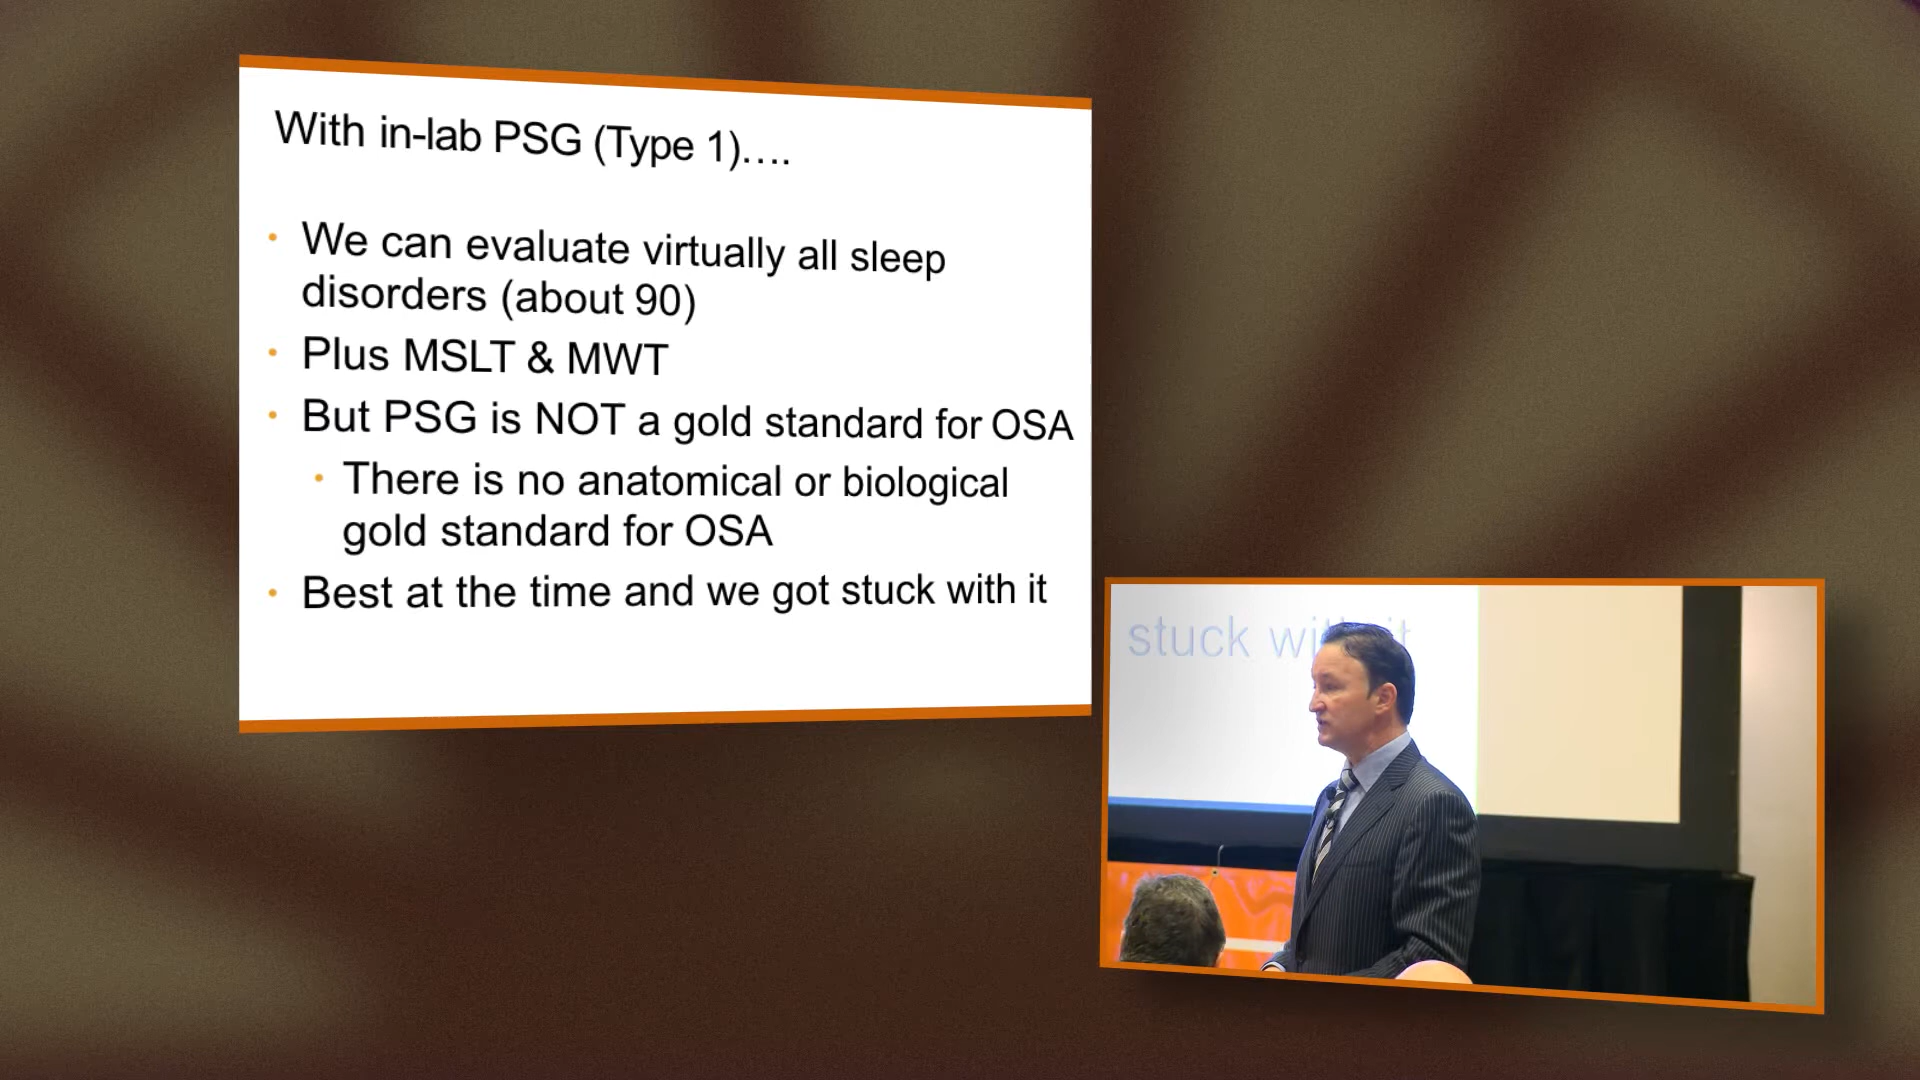 With in-lab PSG (Type 1)....
• We can evaluate virtually all sleep
disorders (about 90)
• Plus MSLT & MWT
• But PSG is NOT a gold standard for OSA
• There is no anatomical or biological
gold standard for OSA
• Best at the time and we got stuck with it
stuck with it